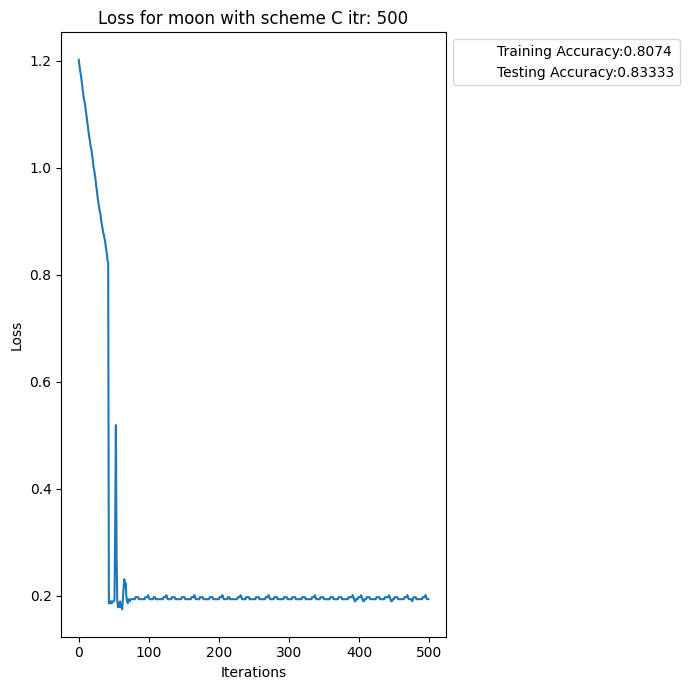 Loss for moon with scheme C itr: 500
Training Accuracy:0.8074
Testing Accuracy:0.83333
1.2
1.0
0.8
0.6
0.4
0.2
Loss
0
100
200
300
400
500
Iterations